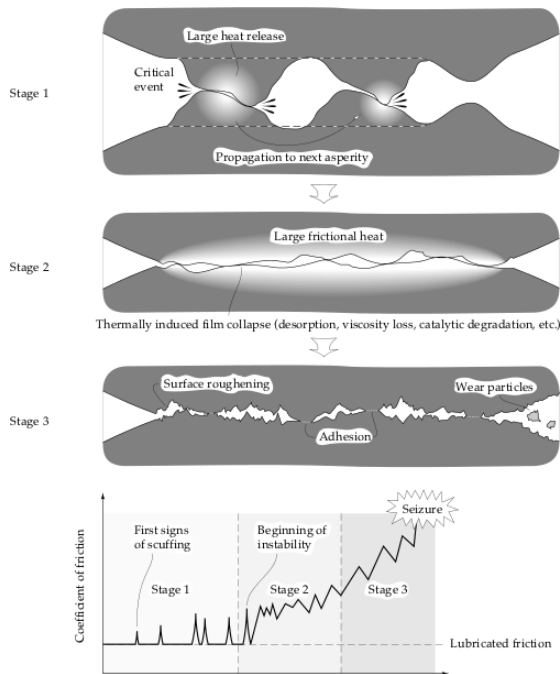 Large heat release
Critical
event
Stage 1
Propagation to next asperity
Large frictional heat
Stage 2
Thermally induced film collapse (desorption, viscosity loss, catalytic degradation, etc.)
Surface roughening
Wear particles
Stage 3
Adhesion
Seizure
First signs
of scuffing
Beginning of
instability
Stage 1
Stage 2
Stage 3
Coefficient of friction
Lubricated friction